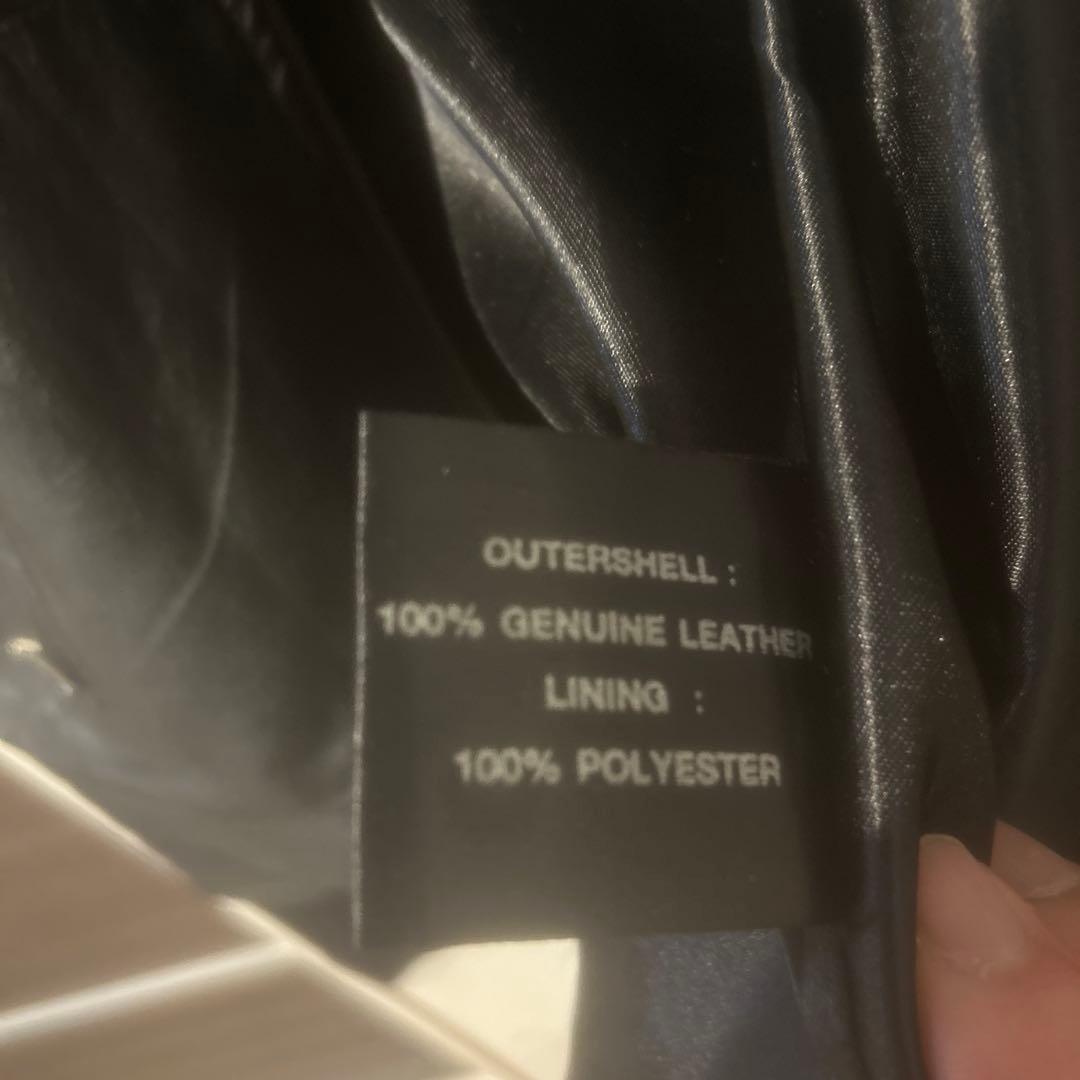 OUTERSHELL :
100% GENUINE LEATHER
LINING :
100% POLYESTER